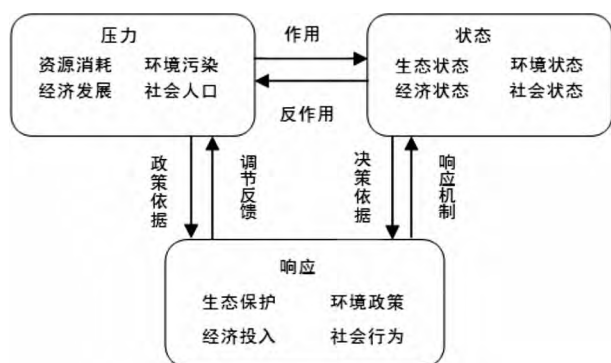 压力
资源消耗 环境污染
经济发展 社会人口
作用
反作用
状态
生态状态 环境状态
经济状态 社会状态
政策依据
调节反馈
决策依据
响应机制
响应
生态保护 环境政策
经济投入 社会行为